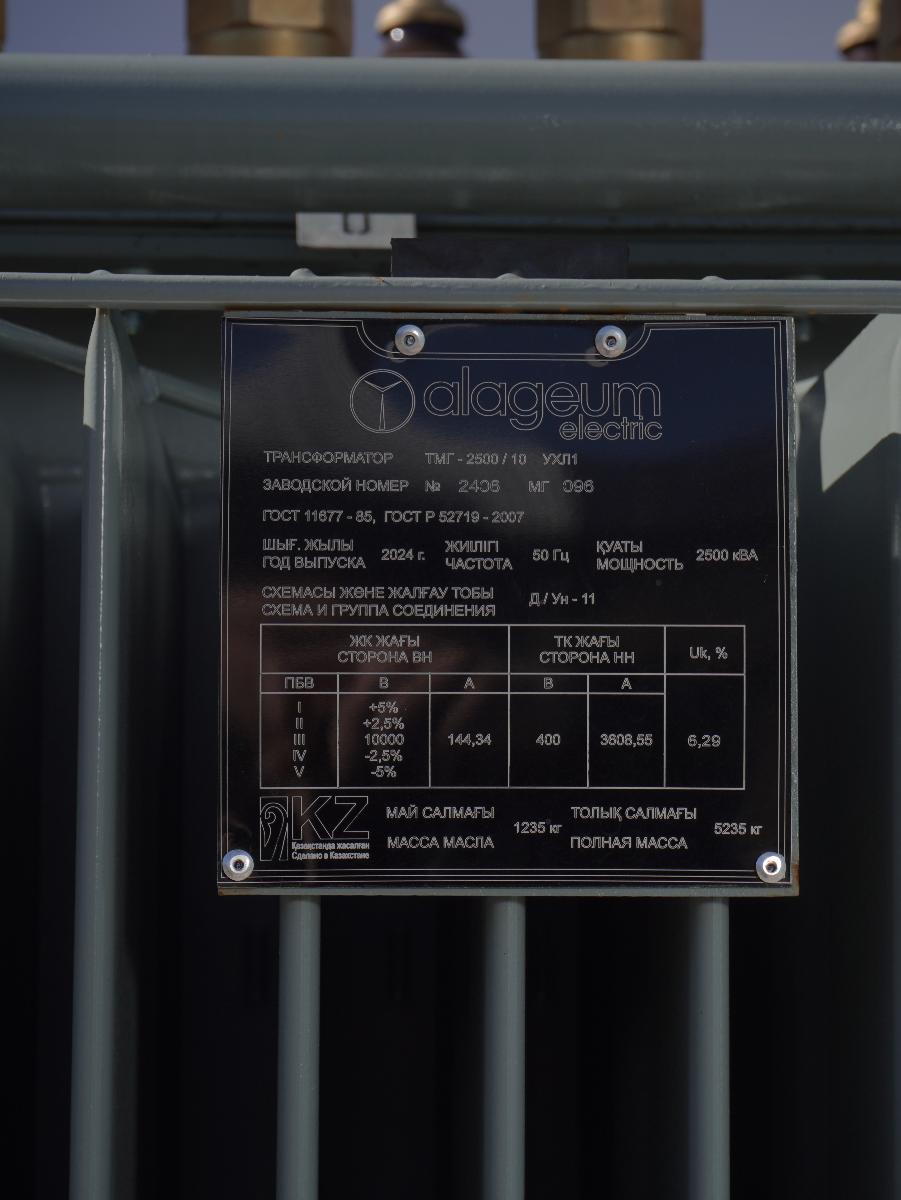 alageum
electric
ТРАНСФОРМАТОР ТМГ - 2500 / 10 УХЛ1
ЗАВОДСКОЙ НОМЕР № 2406 МГ 096
ГОСТ 11677 - 85, ГОСТ Р 52719 - 2007
ШЫҒ. ЖЫЛЫ ЖИІЛІГІ ҚУАТЫ
ГОД ВЫПУСКА 2024 г. ЧАСТОТА 50 Гц МОЩНОСТЬ 2500 кВА
СХЕМАСЫ ЖӘНЕ ЖАЛҒАУ ТОБЫ
СХЕМА И ГРУППА СОЕДИНЕНИЯ Д / Ун - 11
ЖК ЖАҒЫ ТК ЖАҒЫ
СТОРОНА ВН СТОРОНА НН Uk, %
ПБВ В А В А
I +5%
II +2,5%
III 10000 144,34 400 3608,55 6,29
IV -2,5%
V -5%
KZ
Қазақстанда жасалған
Сделано в Казахстане
МАЙ САЛМАҒЫ ТОЛЫҚ САЛМАҒЫ
МАССА МАСЛА 1235 кг ПОЛНАЯ МАССА 5235 кг